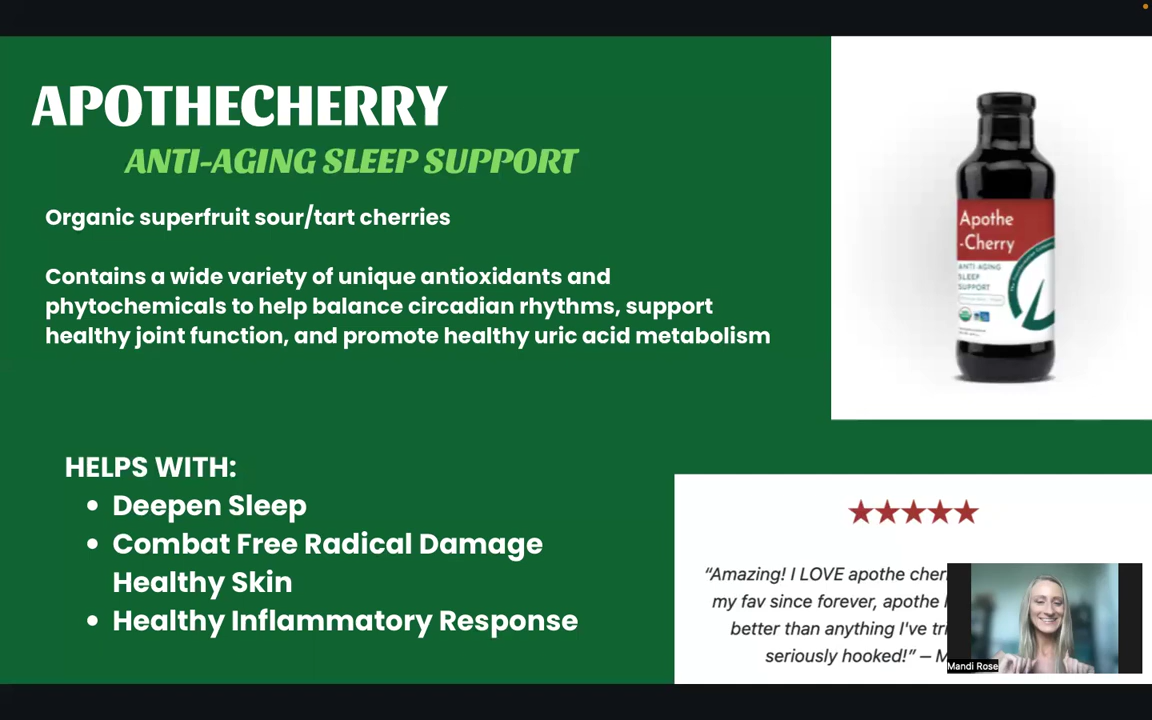 APOTHECHERRY
ANTI-AGING SLEEP SUPPORT
Organic superfruit sour/tart cherries
Contains a wide variety of unique antioxidants and
phytochemicals to help balance circadian rhythms, support
healthy joint function, and promote healthy uric acid metabolism
HELPS WITH:
• Deepen Sleep
• Combat Free Radical Damage
Healthy Skin
• Healthy Inflammatory Response
Apothe
-Cherry
ANTI-AGING
SLEEP
SUPPORT
★★★★★
“Amazing! I LOVE apothe
my fav since forever, apothe
better than anything I've
seriously hooked!” –
Mandi Rose